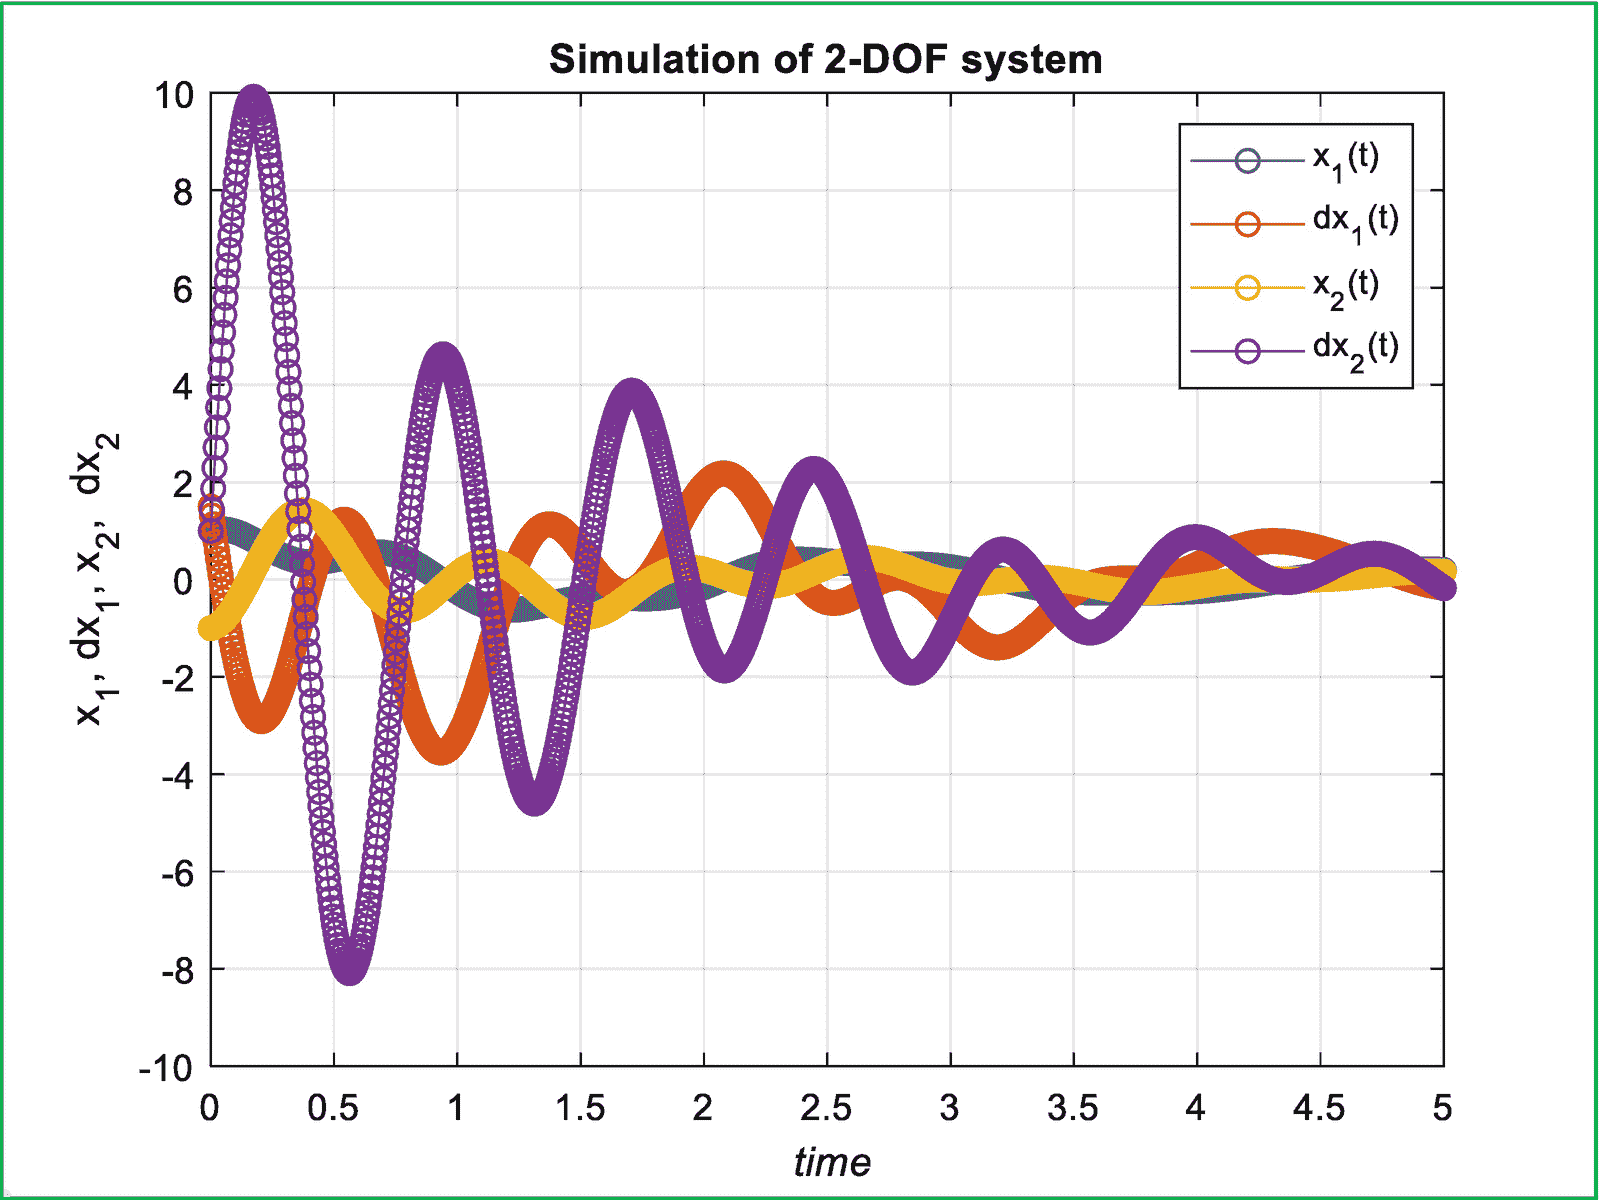 Simulation of 2-DOF system
10
8
6
4
2
0
-2
-4
-6
-8
-10
x1, dx1, x2, dx2
x1(t)
dx1(t)
x2(t)
dx2(t)
0 0.5 1 1.5 2 2.5 3 3.5 4 4.5 5
time